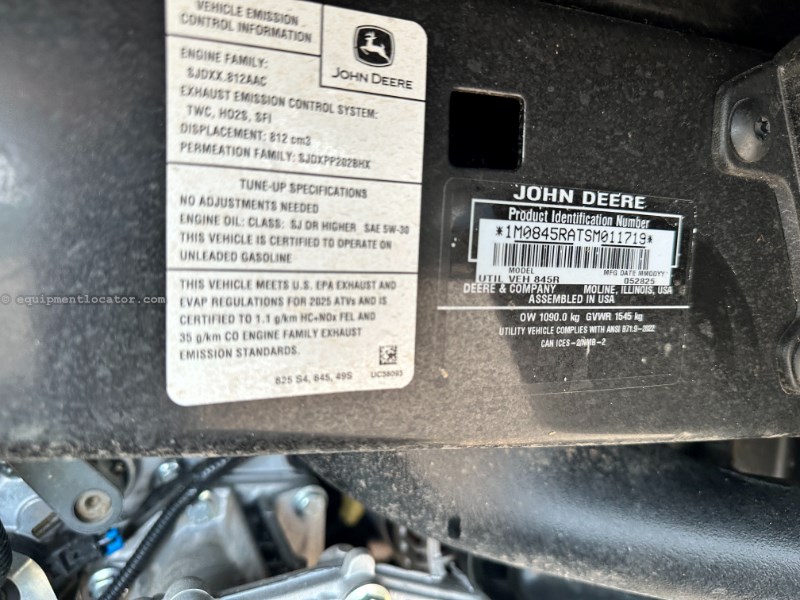 VEHICLE EMISSION
CONTROL INFORMATION
JOHN DEERE
ENGINE FAMILY:
SJDXX.812AAC
EXHAUST EMISSION CONTROL SYSTEM:
TWC, HO2S, SFI
DISPLACEMENT: 812 cm3
PERMEATION FAMILY: SJDXPP202BHX
TUNE-UP SPECIFICATIONS
NO ADJUSTMENTS NEEDED
ENGINE OIL: CLASS: SJ OR HIGHER SAE 5W-30
THIS VEHICLE IS CERTIFIED TO OPERATE ON
UNLEADED GASOLINE
THIS VEHICLE MEETS U.S. EPA EXHAUST AND
EVAP REGULATIONS FOR 2025 ATVs AND IS
CERTIFIED TO 1.1 g/km HC+NOx FEL AND
35 g/km CO ENGINE FAMILY EXHAUST
EMISSION STANDARDS.
825 S4, 845, 49S
UC38093
JOHN DEERE
Product Identification Number
*1M0845RATSM011719*
MODEL MFG DATE MMDDYY
UTIL VEH 845R 052825
DEERE & COMPANY MOLINE, ILLINOIS, USA
ASSEMBLED IN USA
OW 1090.0 kg GVWR 1545 kg
UTILITY VEHICLE COMPLIES WITH ANSI B71.9-2022
CAN ICES-2/NMB-2
© equipmentlocator.com